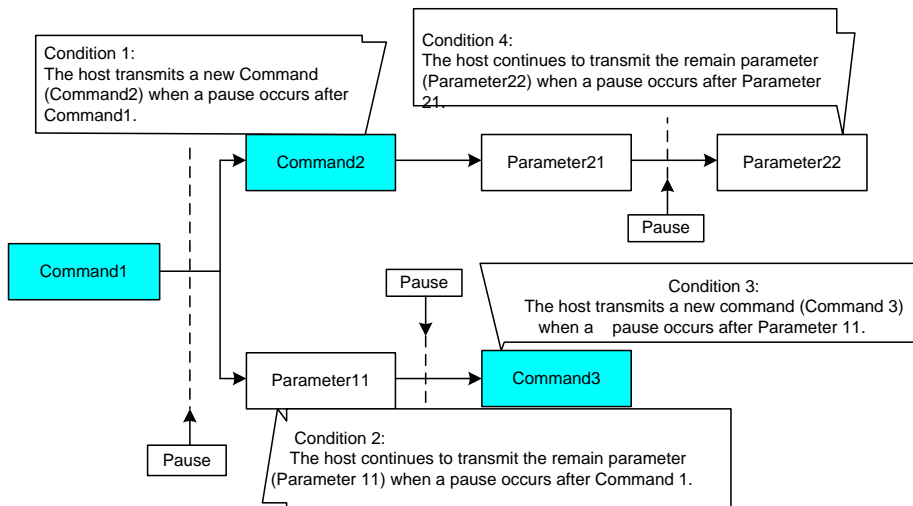 Condition 1:
The host transmits a new Command
(Command2) when a pause occurs after
Command1.
Condition 4:
The host continues to transmit the remain parameter
(Parameter22) when a pause occurs after Parameter
21.
Command2
Parameter21
Parameter22
Pause
Command1
Pause
Condition 3:
The host transmits a new command (Command 3)
when a pause occurs after Parameter 11.
Parameter11
Command3
Pause
Condition 2:
The host continues to transmit the remain parameter
(Parameter 11) when a pause occurs after Command 1.